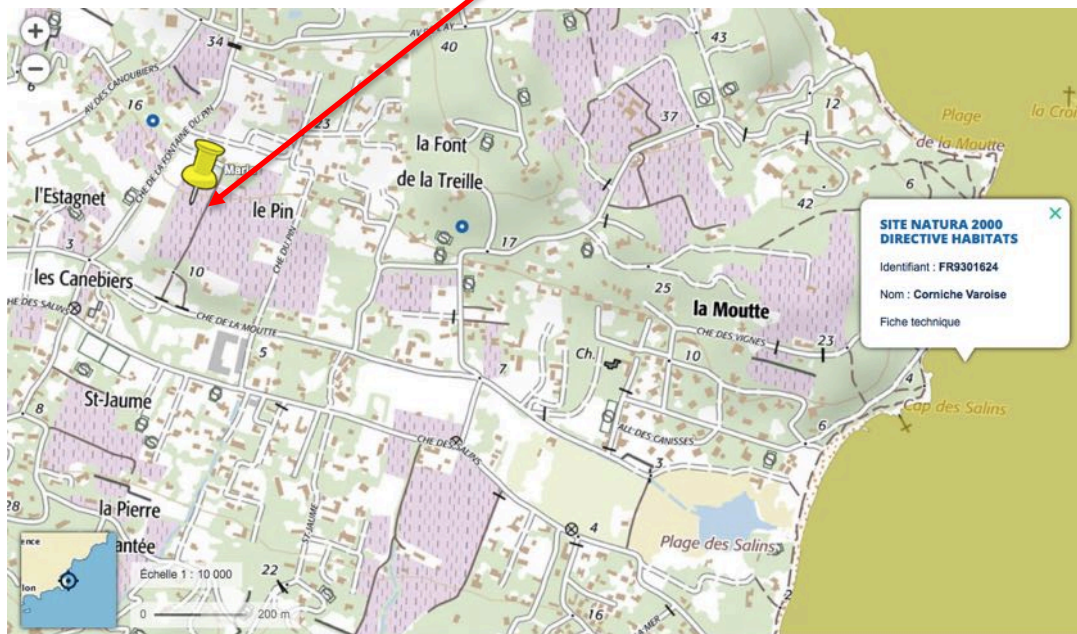 +
−
6
34
AV. DES CANOUBIERS
16
CHE DE LA FONTAINE DU PIN
23
40
43
12
37
42
Plage
de la Moutte
la Font
de la Treille
l'Estagnet
le Pin
CHE DU PIN
17
6
3
10
les Canebiers
CHE DES SALINS
CHE DE LA MOUTTE
25
la Moutte
CHE DES VIGNES
23
SITE NATURA 2000
DIRECTIVE HABITATS
Identifiant : FR9301624
Nom : Corniche Varoise
Fiche technique
5
Ch.
10
7
4
Cap des Salins
St-Jaume
8
CHE DES SALINS
ALL. DES CANISSES
6
3
28
la Pierre
ST-JAUME
4
Plage des Salins
Échelle 1 : 10 000
22
0
200 m
16
2